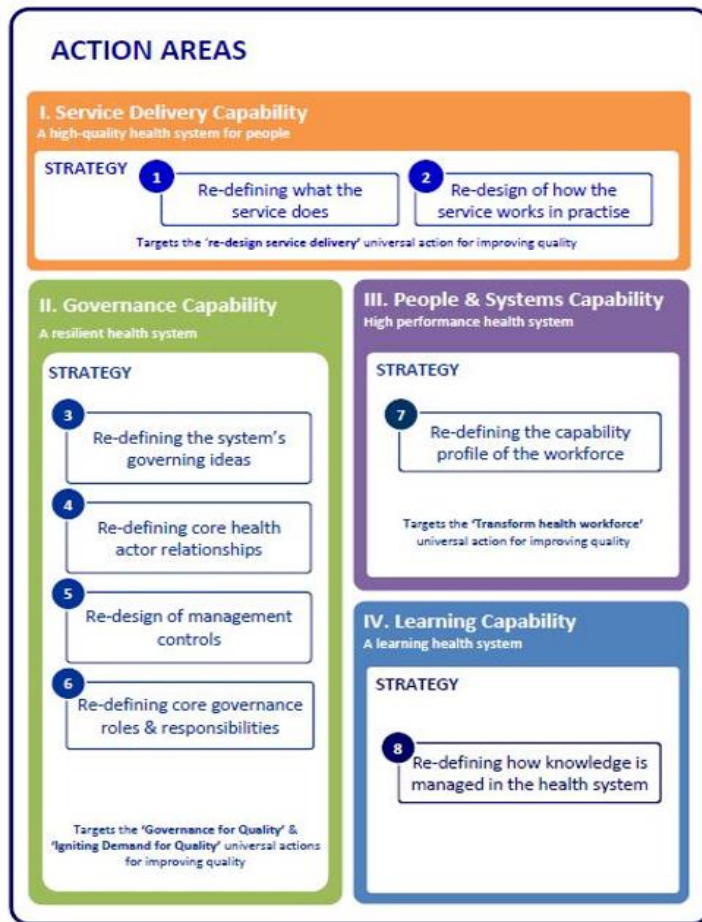 ACTION AREAS
I. Service Delivery Capability
A high-quality health system for people
STRATEGY
1
Re-defining what the
service does
2
Re-design of how the
service works in practise
Targets the 're-design service delivery' universal action for improving quality
II. Governance Capability
A resilient health system
STRATEGY
3
Re-defining the system's
governing ideas
4
Re-defining core health
actor relationships
5
Re-design of management
controls
6
Re-defining core governance
roles & responsibilities
Targets the 'Governance for Quality' &
'Igniting Demand for Quality' universal actions
for improving quality
III. People & Systems Capability
High performance health system
STRATEGY
7
Re-defining the capability
profile of the workforce
Targets the 'Transform health workforce'
universal action for improving quality
IV. Learning Capability
A learning health system
STRATEGY
8
Re-defining how knowledge is
managed in the health system